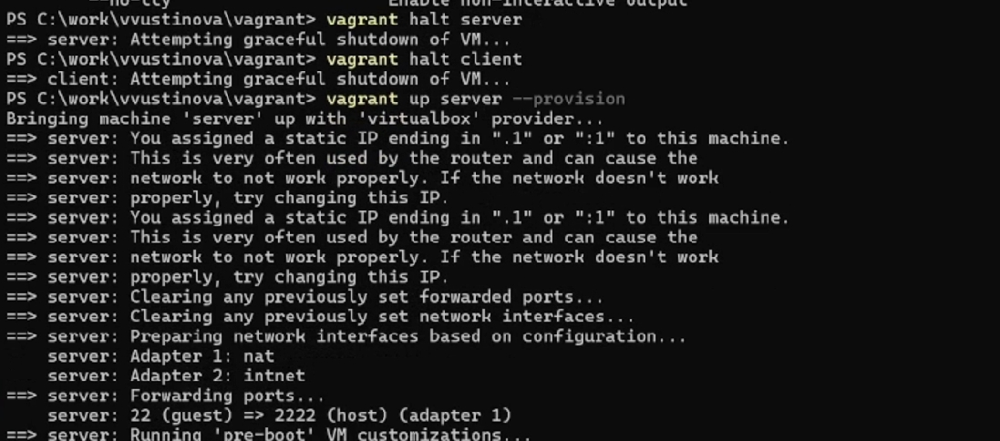 --no-tty                     Enable non-interactive output
PS C:\work\vvustinova\vagrant> vagrant halt server
==> server: Attempting graceful shutdown of VM...
PS C:\work\vvustinova\vagrant> vagrant halt client
==> client: Attempting graceful shutdown of VM...
PS C:\work\vvustinova\vagrant> vagrant up server --provision
Bringing machine 'server' up with 'virtualbox' provider...
==> server: You assigned a static IP ending in ".1" or ":1" to this machine.
==> server: This is very often used by the router and can cause the
==> server: network to not work properly. If the network doesn't work
==> server: properly, try changing this IP.
==> server: You assigned a static IP ending in ".1" or ":1" to this machine.
==> server: This is very often used by the router and can cause the
==> server: network to not work properly. If the network doesn't work
==> server: properly, try changing this IP.
==> server: Clearing any previously set forwarded ports...
==> server: Clearing any previously set network interfaces...
==> server: Preparing network interfaces based on configuration...
    server: Adapter 1: nat
    server: Adapter 2: intnet
==> server: Forwarding ports...
    server: 22 (guest) => 2222 (host) (adapter 1)
==> server: Running 'pre-boot' VM customizations...